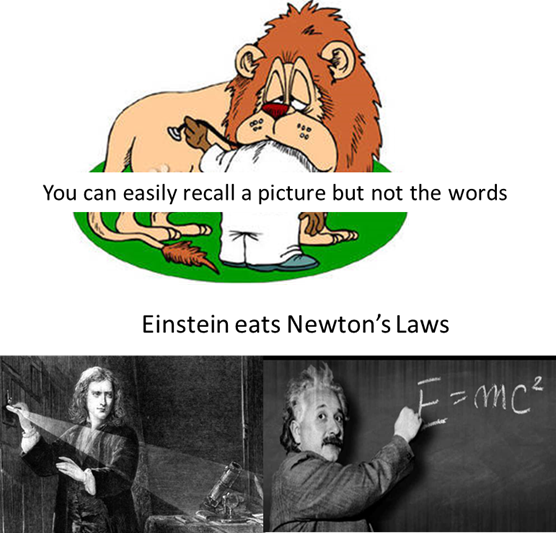 You can easily recall a picture but not the words
Einstein eats Newton's Laws
E=mc²